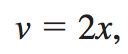 v = 2x,